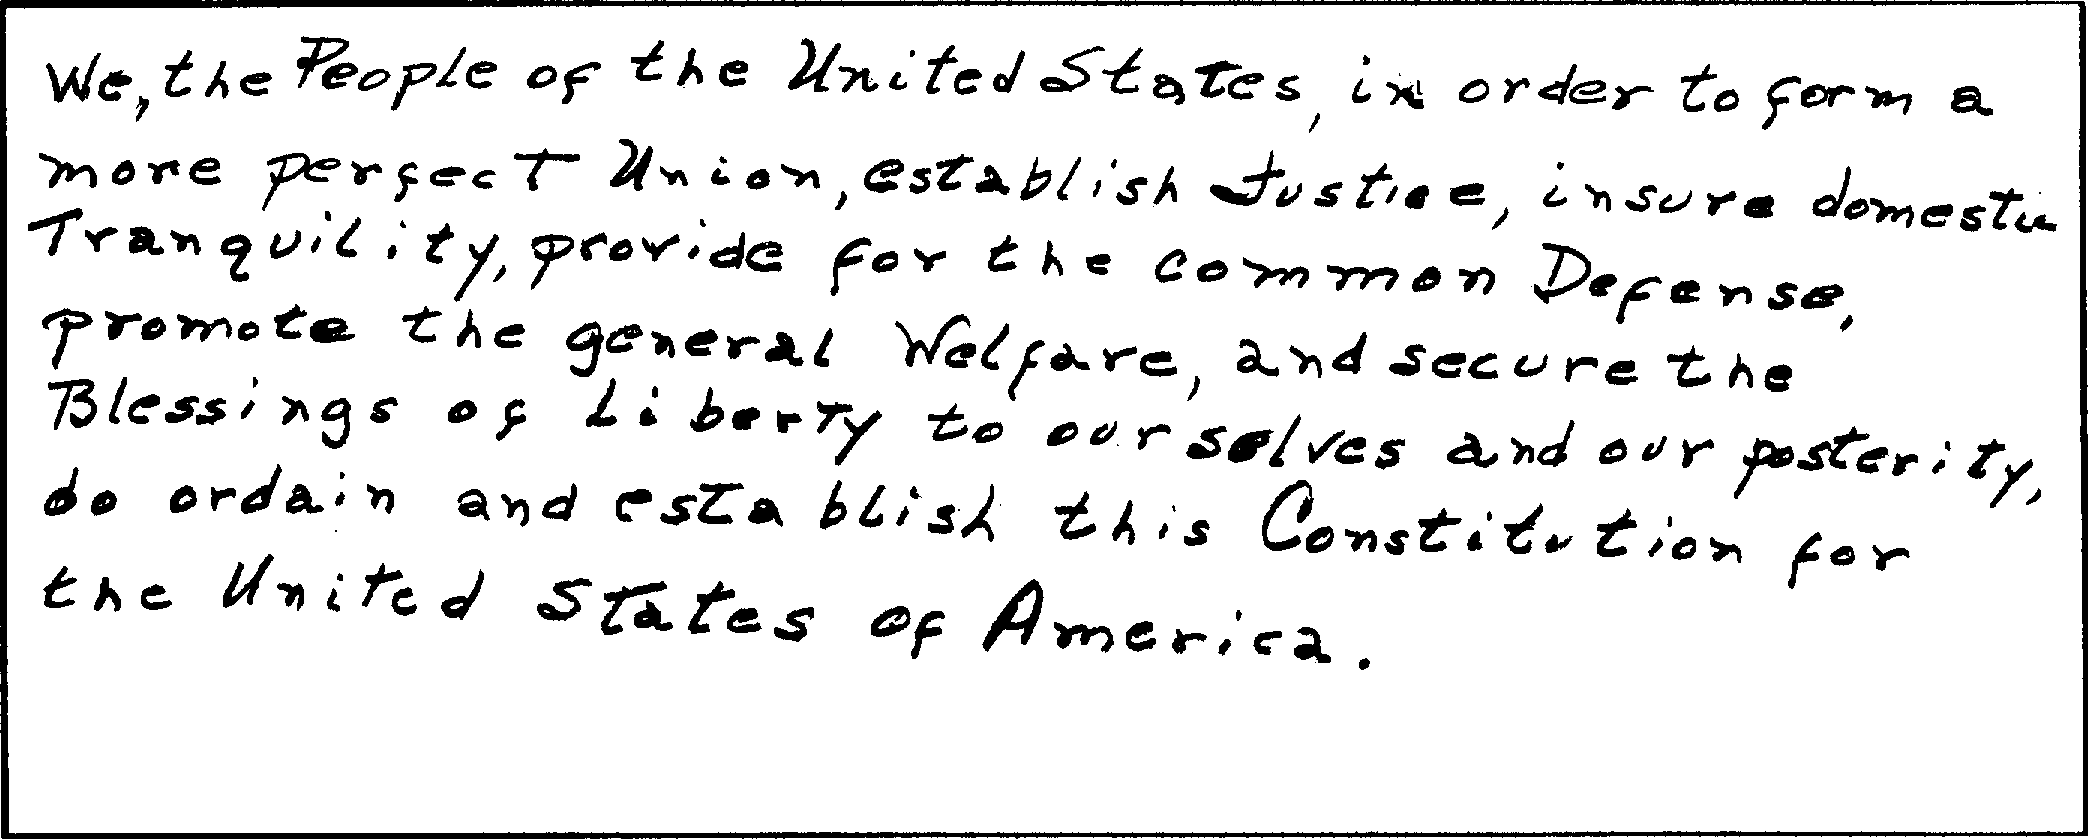 We, the People of the United States, in order to form a
more perfect Union, establish Justice, insure domestic
Tranquility, provide for the common Defense,
promote the general Welfare, and secure the
Blessings of Liberty to ourselves and our posterity,
do ordain and establish this Constitution for
the United States of America.